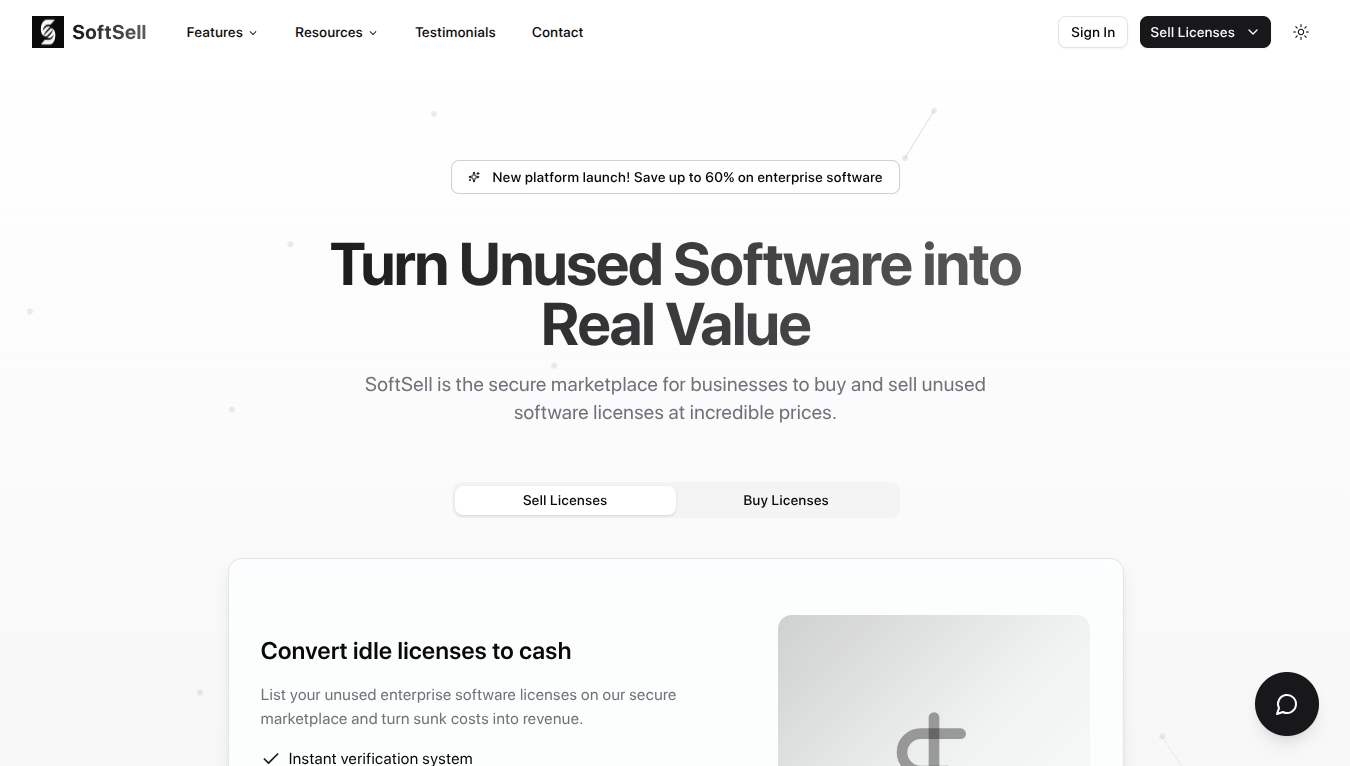 SoftSell
Features
Resources
Testimonials
Contact
Sign In
Sell Licenses
New platform launch! Save up to 60% on enterprise software
Turn Unused Software into
Real Value
SoftSell is the secure marketplace for businesses to buy and sell unused
software licenses at incredible prices.
Sell Licenses
Buy Licenses
Convert idle licenses to cash
List your unused enterprise software licenses on our secure
marketplace and turn sunk costs into revenue.
Instant verification system